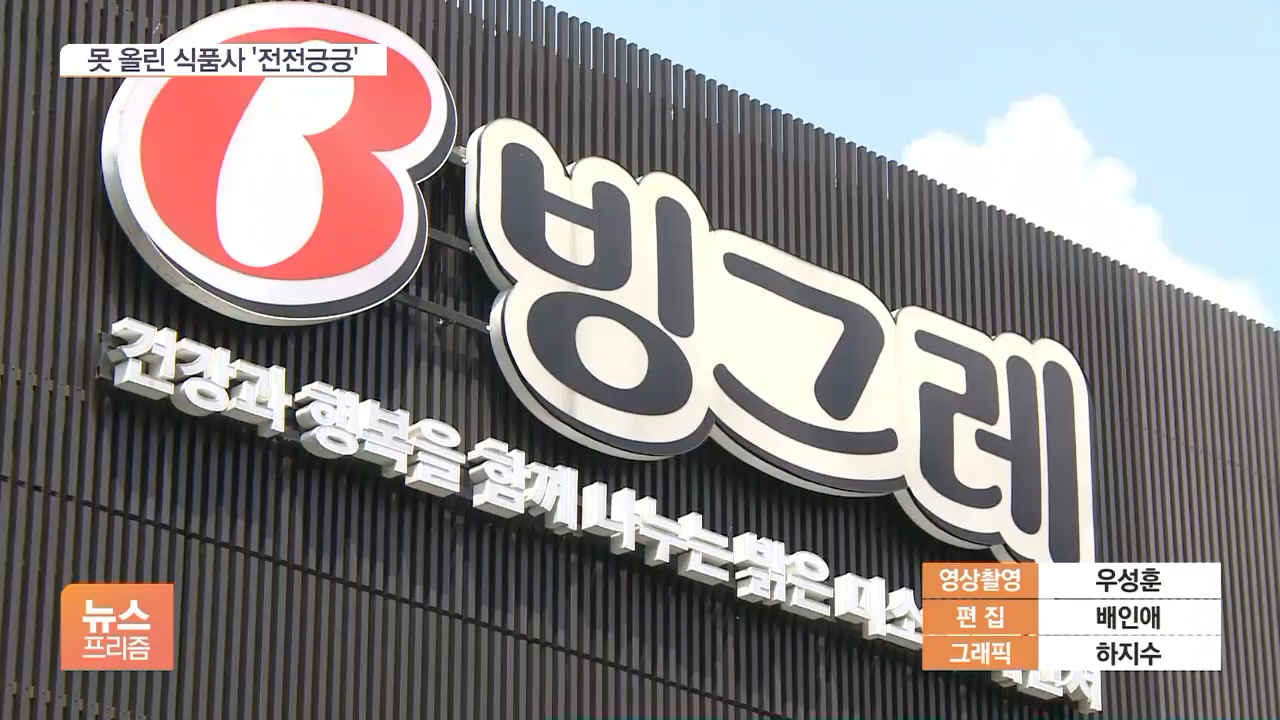 못 올린 식품사 '전전긍긍'
빙그레
건강과 행복을 함께 나누는 밝은 미소
뉴스
프리즘
영상촬영 우성훈
편 집 배인애
그래픽 하지수